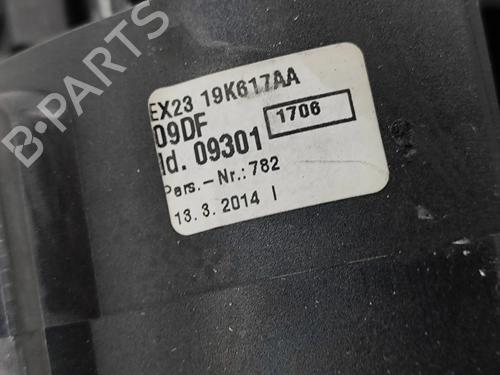 B-PARTS
EX23 19K617AA
09DF
Id. 09301 1706
Pers.-Nr.: 782
13.3.2014 I